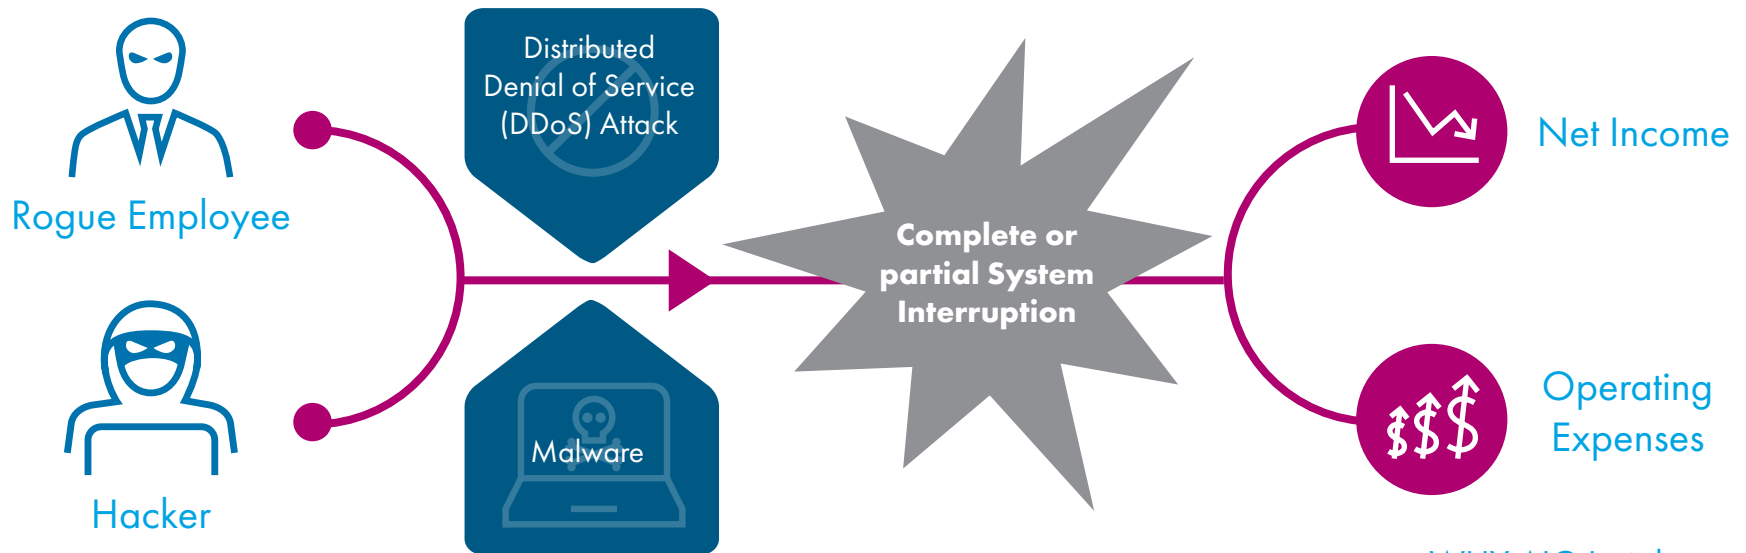 Distributed
Denial of Service
(DDoS) Attack
Rogue Employee
Net Income
Complete or
partial System
Interruption
Malware
Hacker
Operating
Expenses